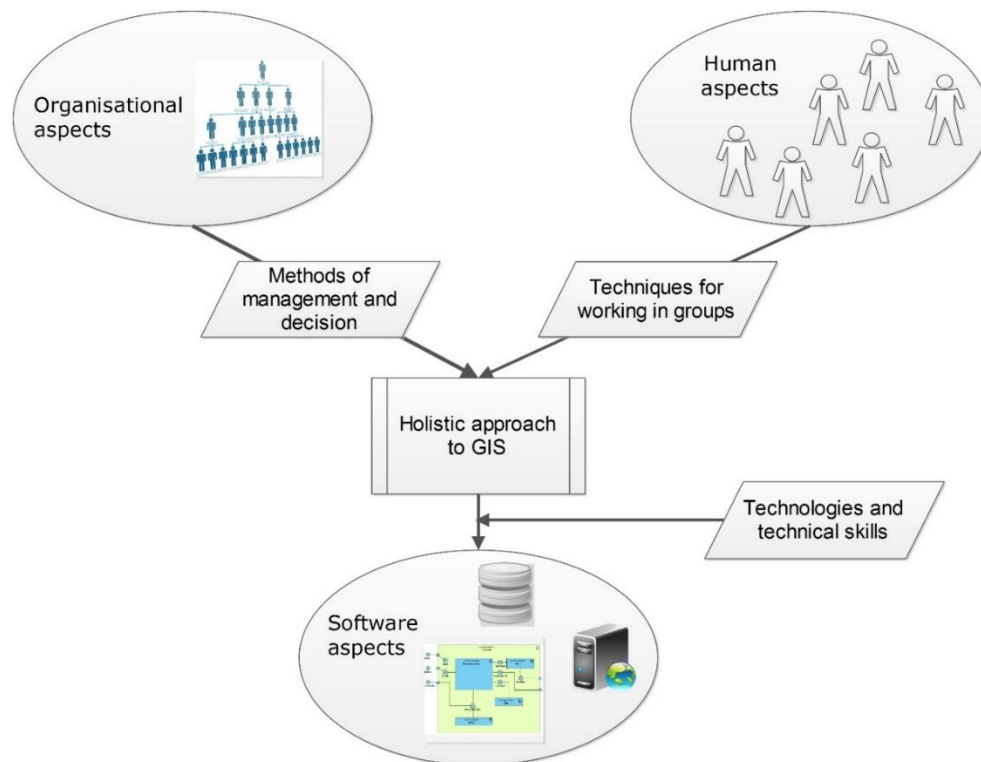 Organisational
aspects
Human
aspects
Methods of
management and
decision
Techniques for
working in groups
Holistic approach
to GIS
Technologies and
technical skills
Software
aspects